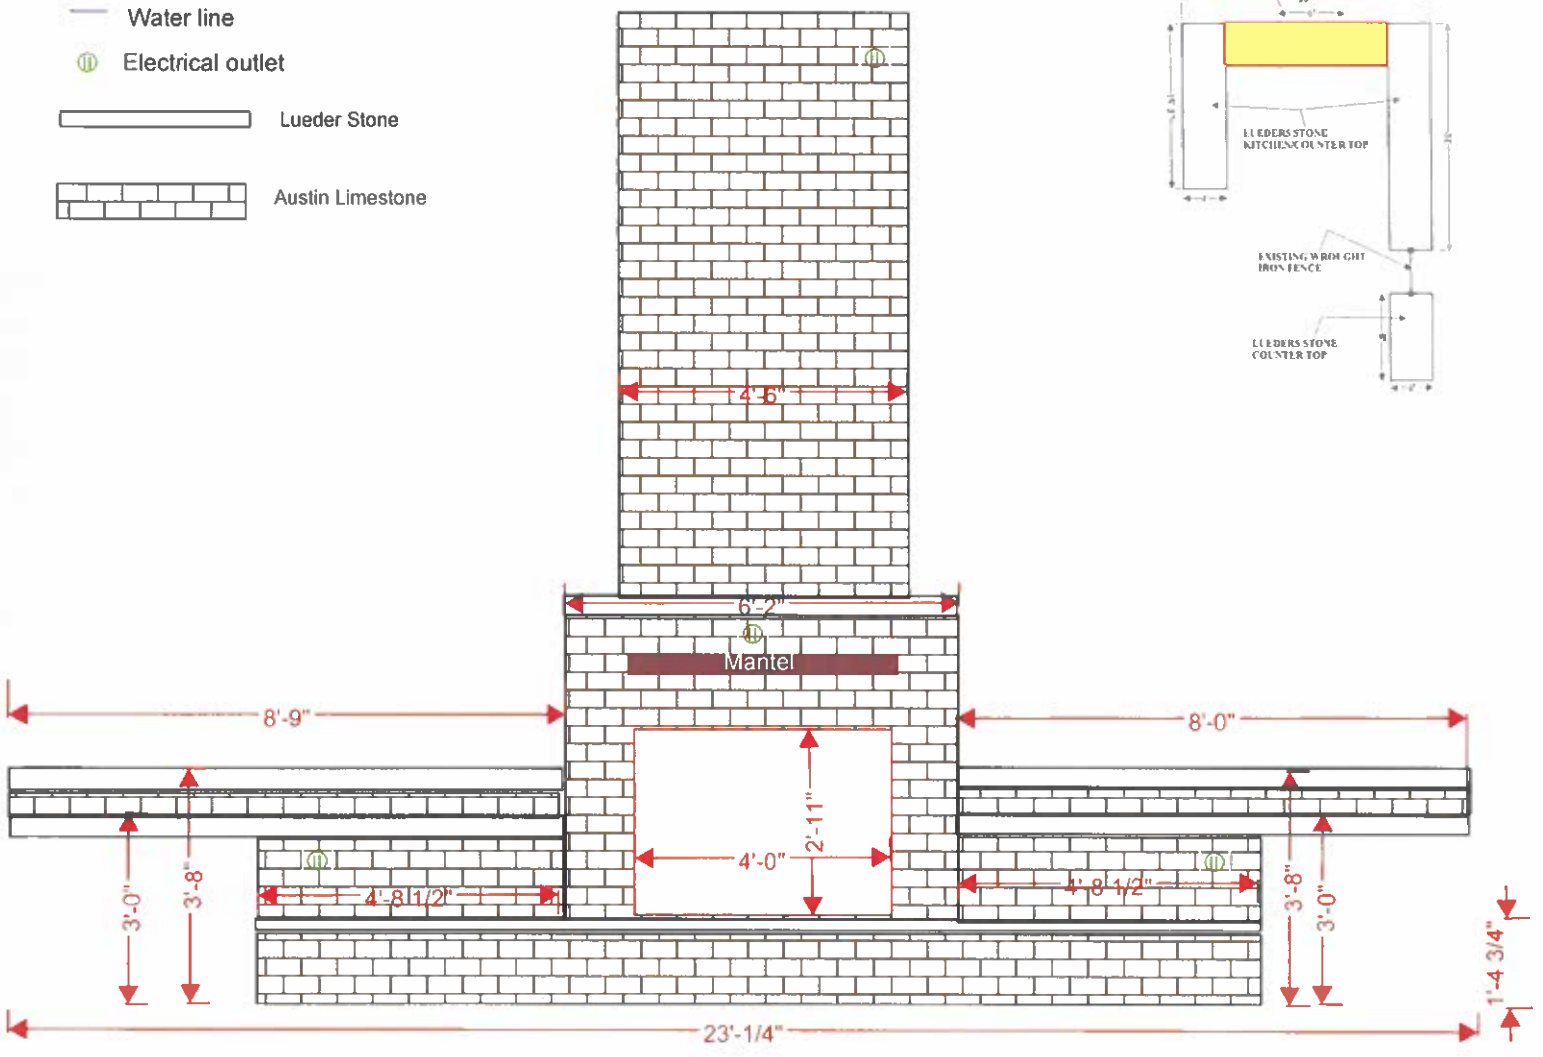 Water line
Electrical outlet
Lueder Stone
Austin Limestone
LUEDERS STONE
KITCHEN/COUNTER TOP
EXISTING WROUGHT
IRON FENCE
LUEDERS STONE
COUNTER TOP
4'-6"
6'-2"
Mantel
8'-9"
8'-0"
2'-11"
4'-0"
3'-0"
3'-8"
4'-8 1/2"
4'-8 1/2"
3'-8"
3'-0"
1'-4 3/4"
23'-1/4"